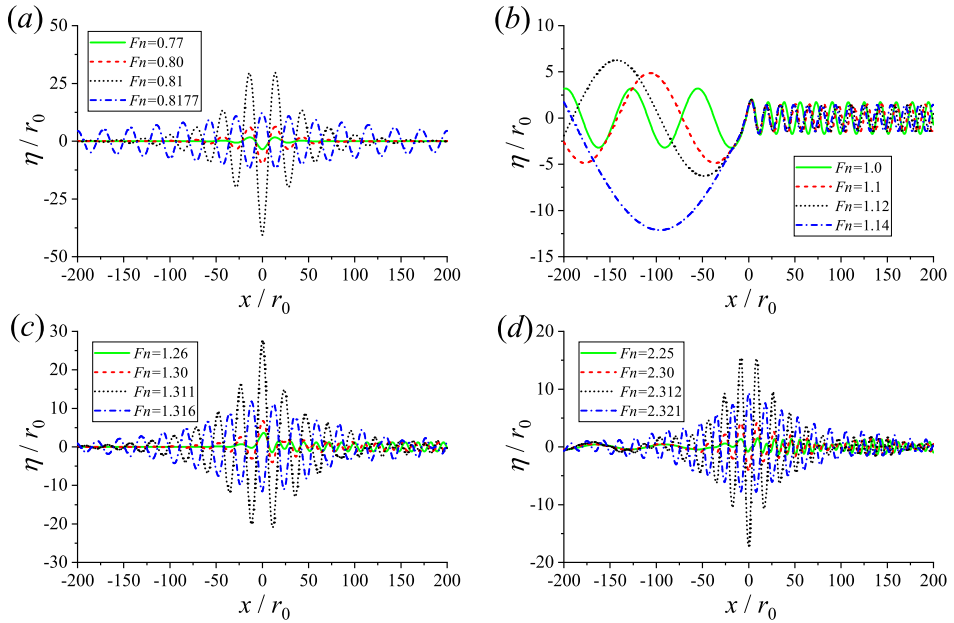 (a)
50
25
0
-25
-50
η / r0
Fn=0.77
Fn=0.80
Fn=0.81
Fn=0.8177
-200 -150 -100 -50 0 50 100 150 200
x / r0
(b)
10
5
0
-5
-10
-15
η / r0
Fn=1.0
Fn=1.1
Fn=1.12
Fn=1.14
-200 -150 -100 -50 0 50 100 150 200
x / r0
(c)
30
20
10
0
-10
-20
-30
η / r0
Fn=1.26
Fn=1.30
Fn=1.311
Fn=1.316
-200 -150 -100 -50 0 50 100 150 200
x / r0
(d)
20
10
0
-10
-20
η / r0
Fn=2.25
Fn=2.30
Fn=2.312
Fn=2.321
-200 -150 -100 -50 0 50 100 150 200
x / r0